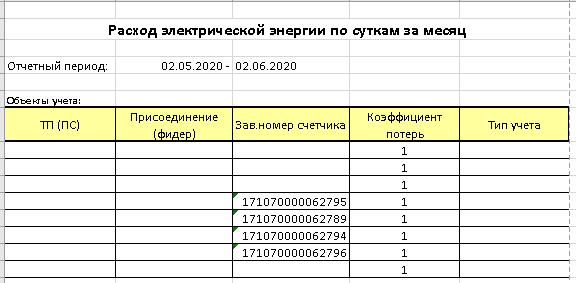 Расход электрической энергии по суткам за месяц
Отчетный период: 02.05.2020 - 02.06.2020
Объекты учета:
ТП (ПС) Присоединение (фидер) Зав.номер счетчика Коэффициент потерь Тип учета
1
1
1
171070000062795 1
171070000062789 1
171070000062794 1
171070000062796 1
1